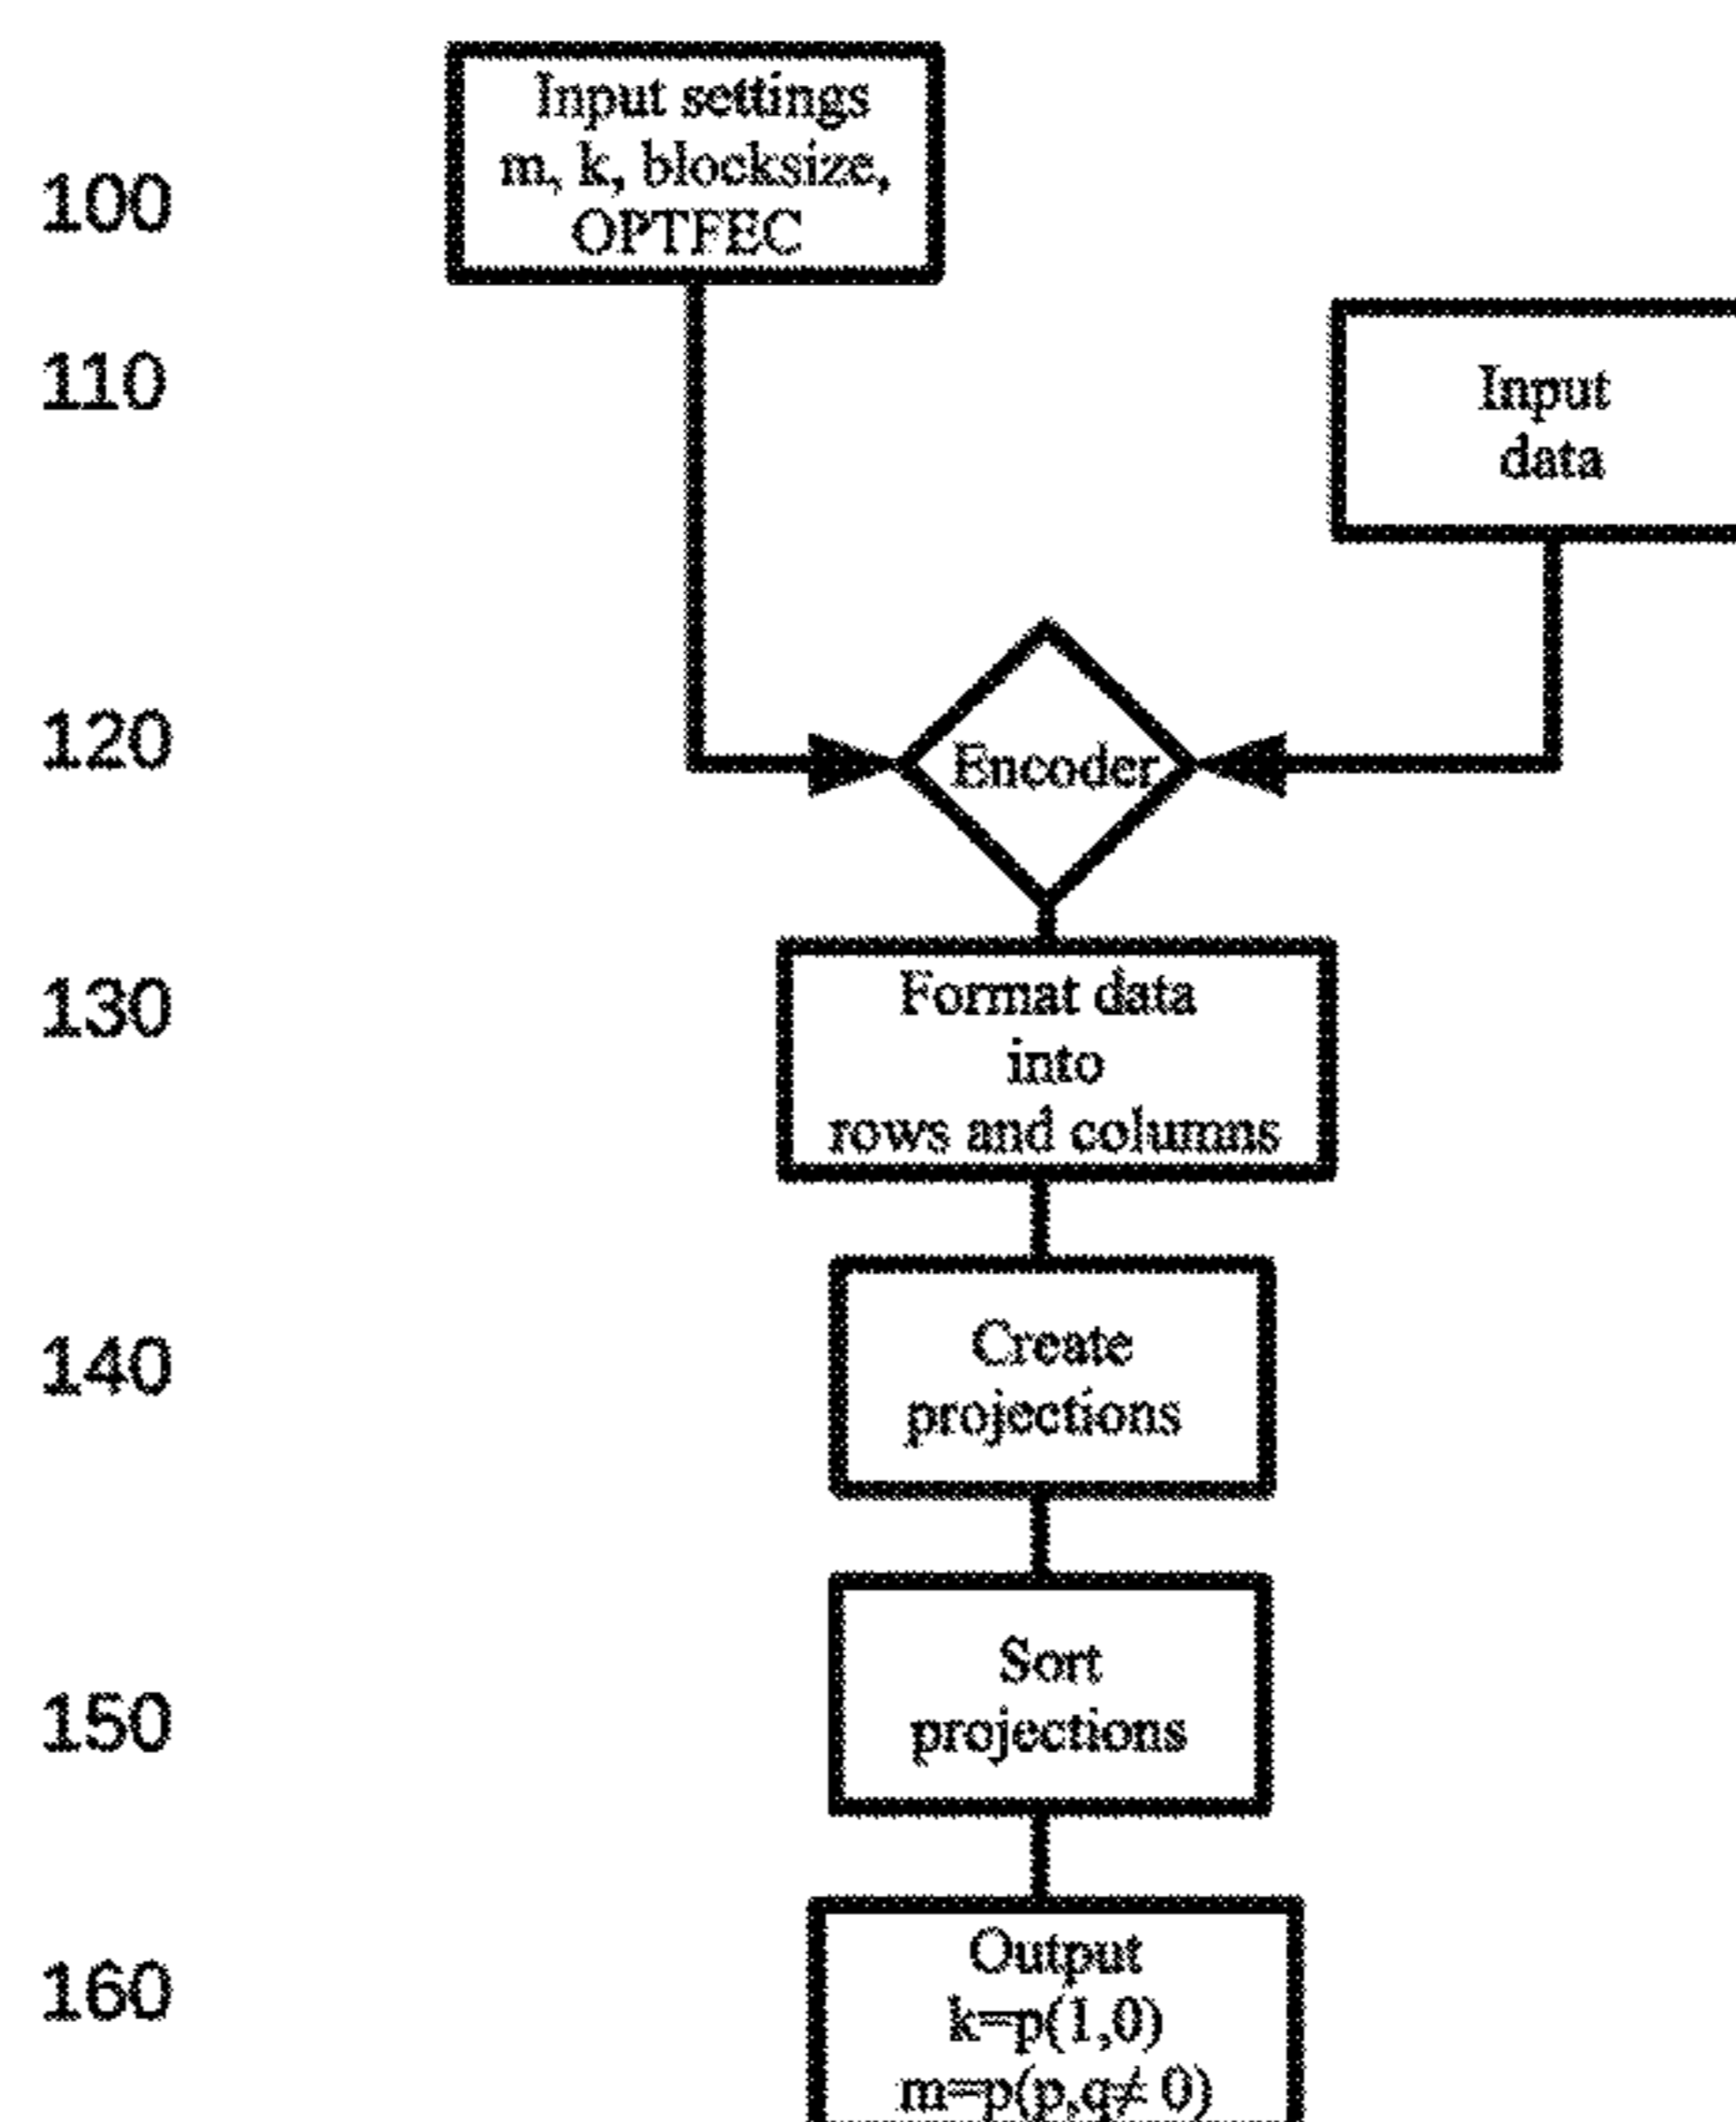 100
Input settings
m, k, blocksize,
OPTFEC
110
Input
data
120
Encoder
130
Format data
into
rows and columns
140
Create
projections
150
Sort
projections
160
Output
k=p(1,0)
m=p(p,q≠ 0)